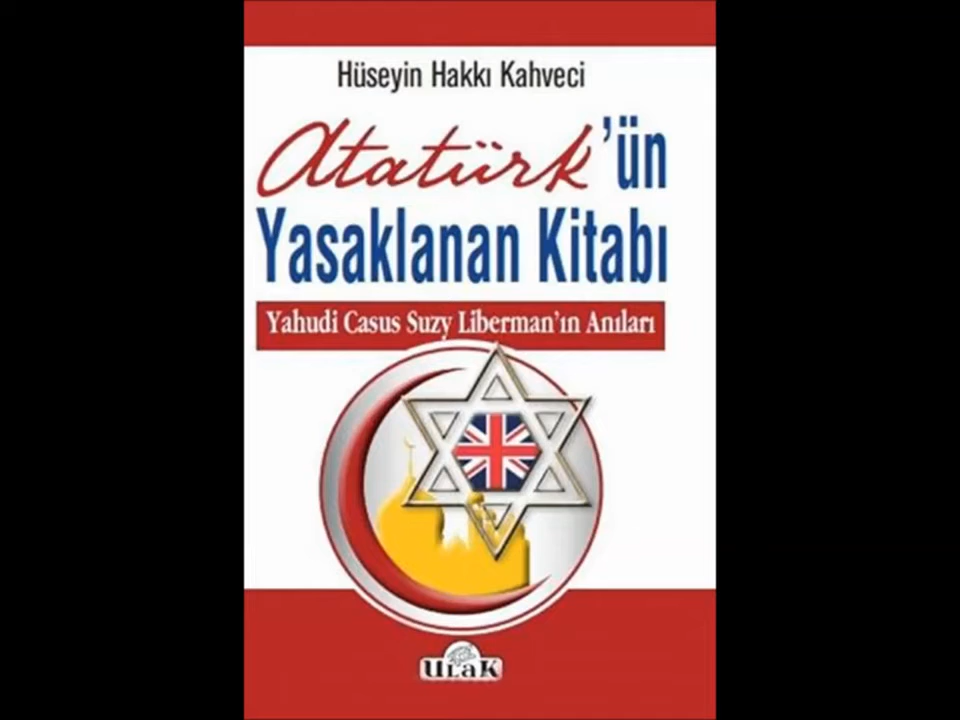 Hüseyin Hakkı Kahveci
Atatürk'ün
Yasaklanan Kitabı
Yahudi Casus Suzy Liberman'ın Anıları
ULaK